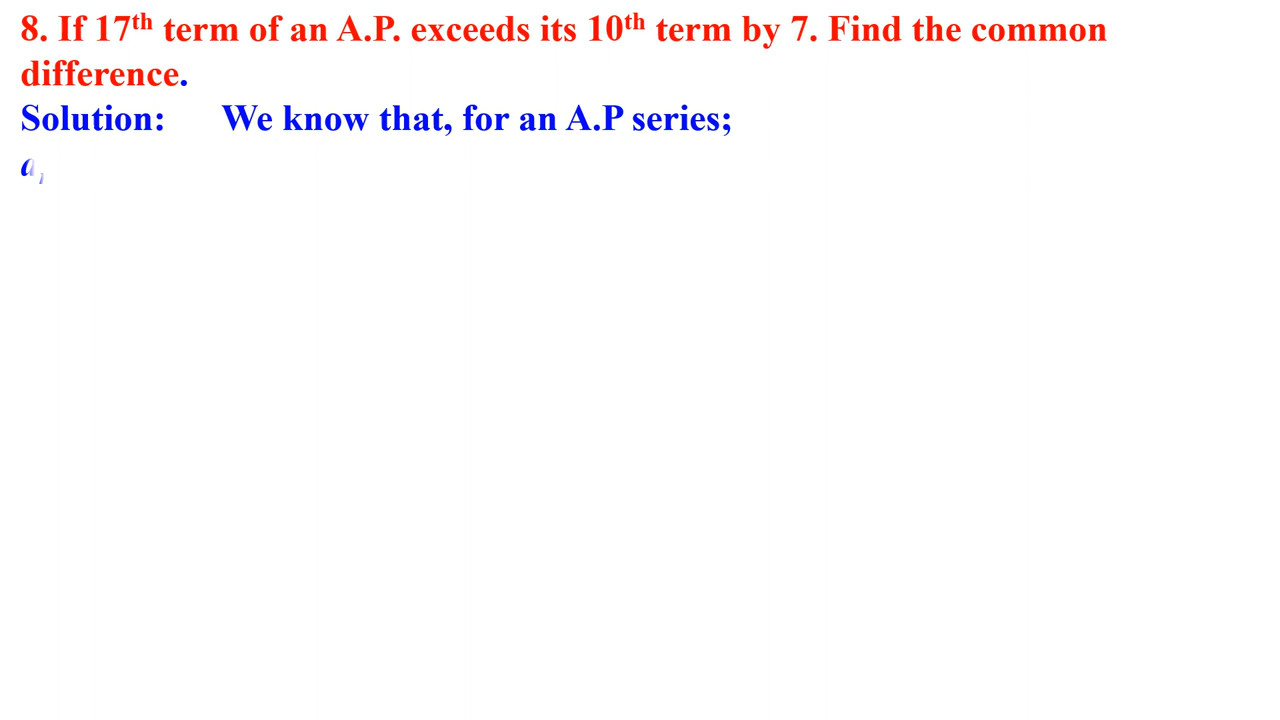 8. If 17th term of an A.P. exceeds its 10th term by 7. Find the common
difference.
Solution: We know that, for an A.P series;
a